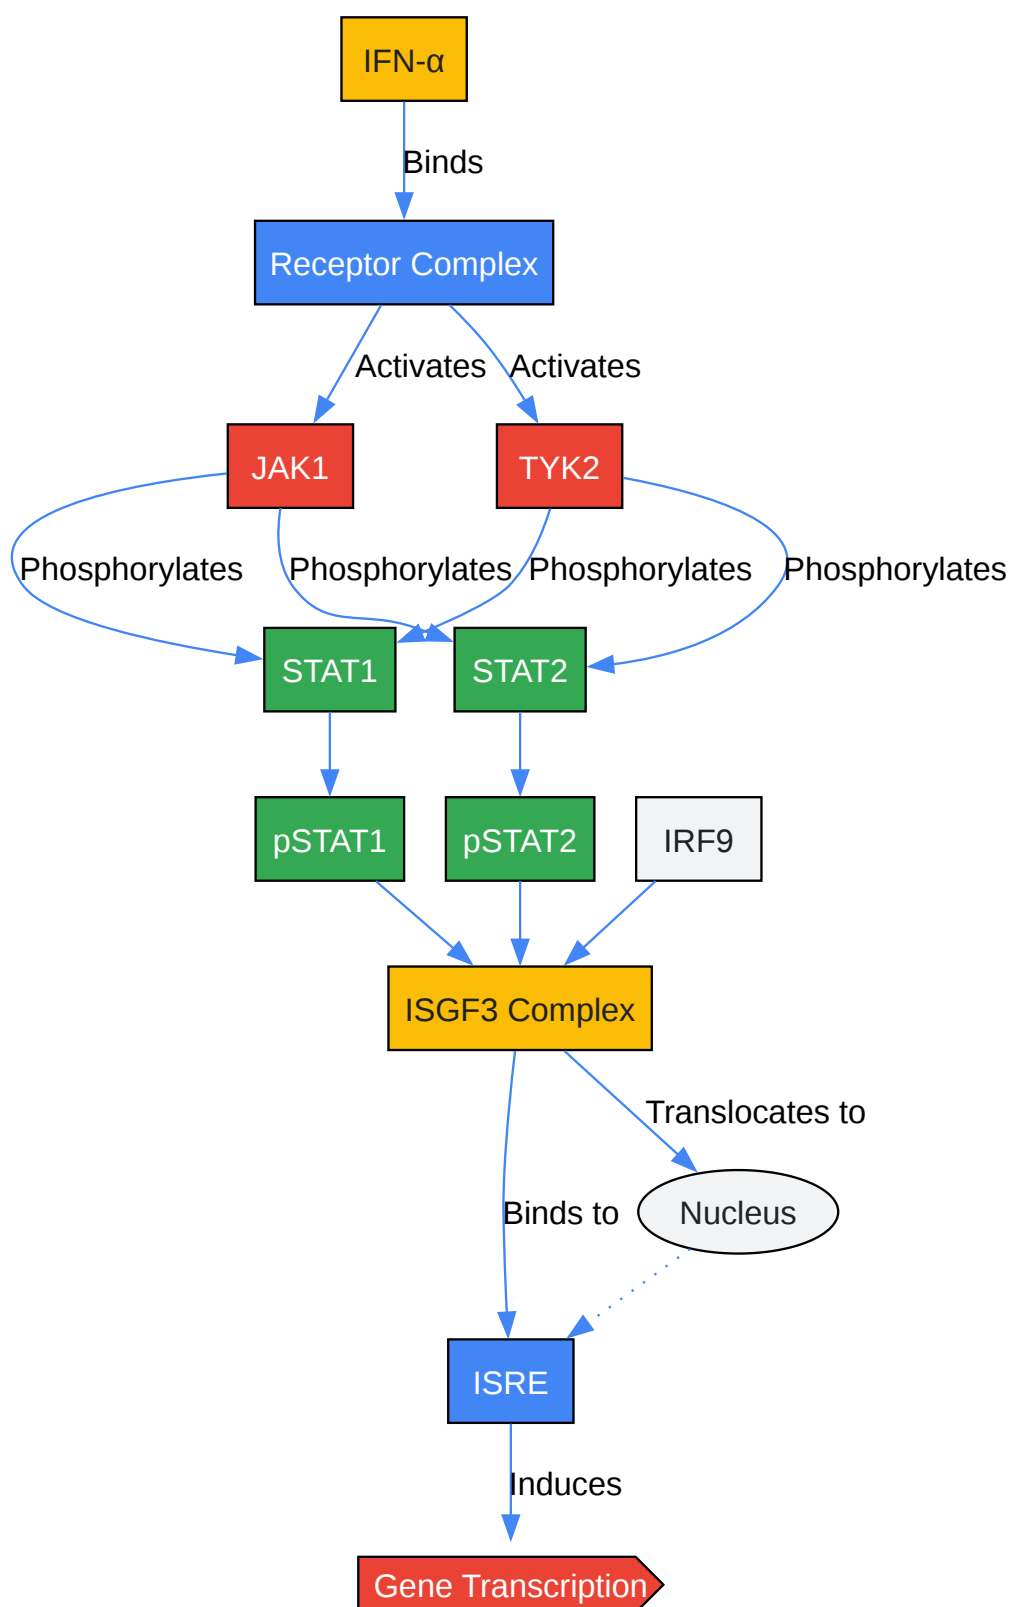 IFN-α
Binds
Receptor Complex
Activates
Activates
JAK1
TYK2
Phosphorylates
Phosphorylates
Phosphorylates
Phosphorylates
STAT1
STAT2
pSTAT1
pSTAT2
IRF9
ISGF3 Complex
Translocates to
Binds to
Nucleus
ISRE
Induces
Gene Transcription